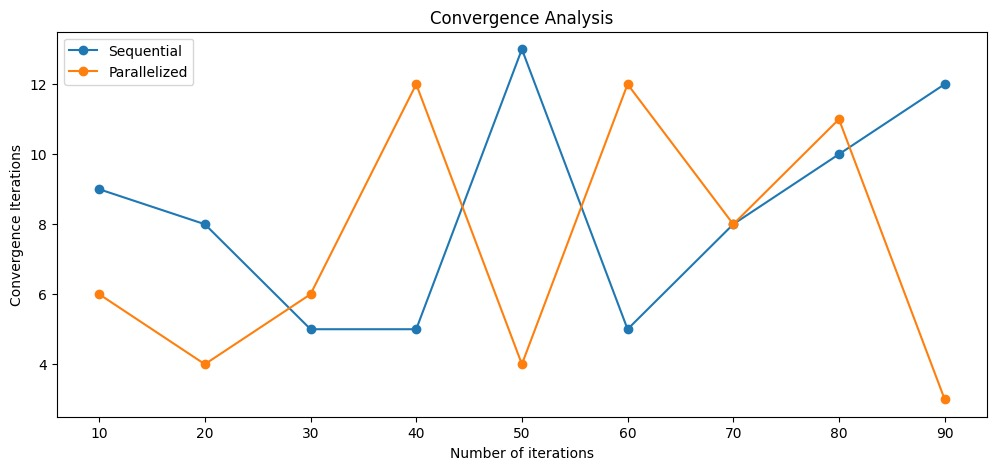 Convergence Analysis
Sequential
Parallelized
Convergence Iterations
12
10
8
6
4
10 20 30 40 50 60 70 80 90
Number of iterations